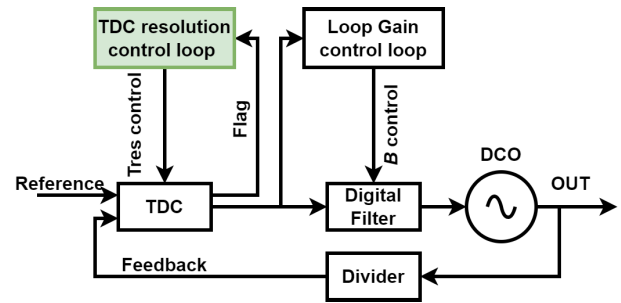 TDC resolution
control loop
Loop Gain
control loop
Tres control
Flag
B control
DCO
Reference
TDC
Digital
Filter
OUT
Feedback
Divider